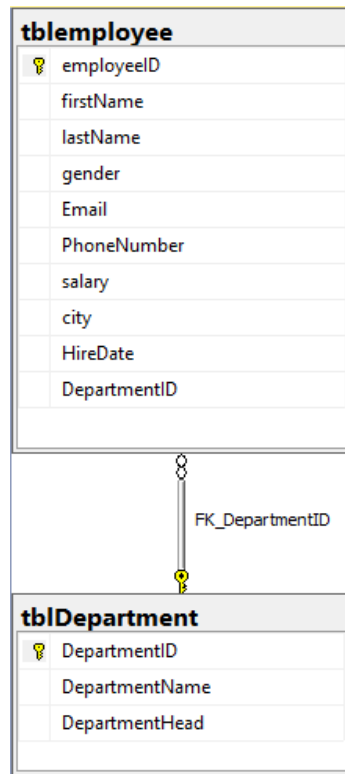 tblemployee
employeeID
firstName
lastName
gender
Email
PhoneNumber
salary
city
HireDate
DepartmentID
FK_DepartmentID
tblDepartment
DepartmentID
DepartmentName
DepartmentHead